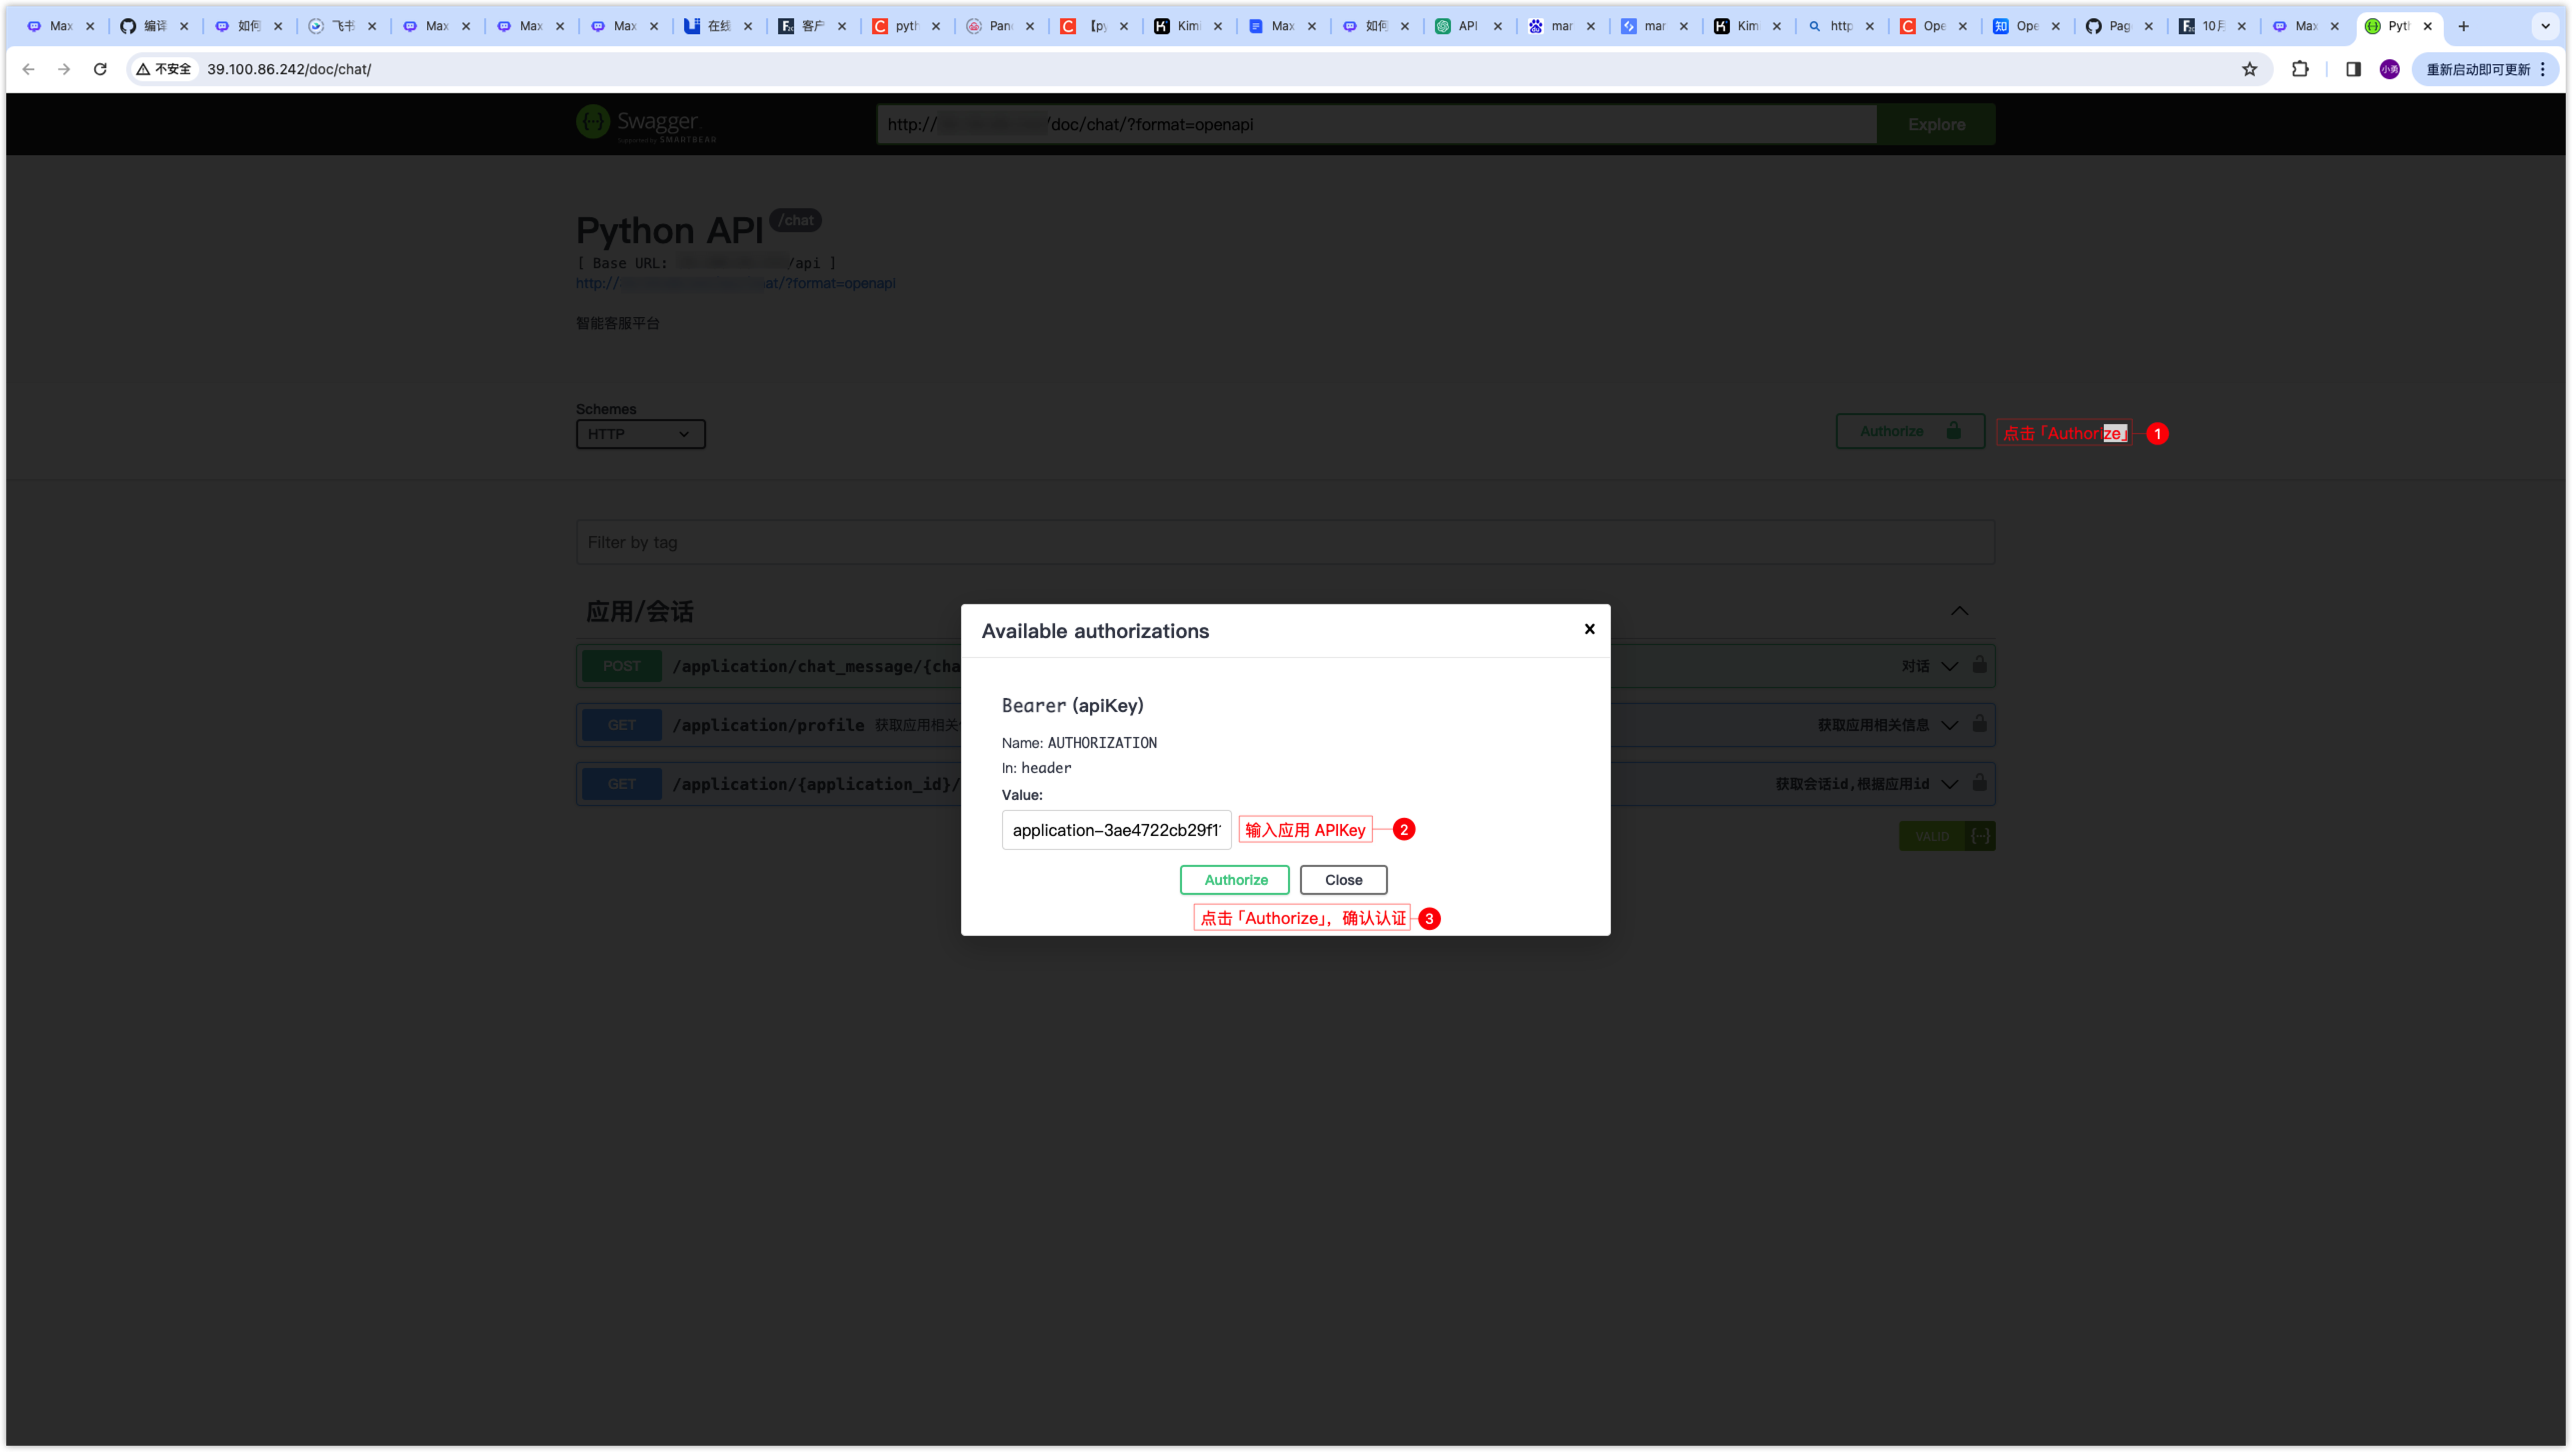 Max
编译
如何
飞书
Max
Max
Max
在线
客户
pyth
Pand
【py
Kimi
Max
如何
API
mar
mar
Kimi
http
Ope
Ope
Pag
10月
Max
Pyth
不安全
39.100.86.242/doc/chat/
小勇
重新启动即可更新
Swagger
Supported by SMARTBEAR
http:// /doc/chat/?format=openapi
Explore
Python API /chat
[ Base URL: /api ]
http:// at/?format=openapi
智能客服平台
Schemes
HTTP
Authorize
点击「Authorize」 1
Filter by tag
应用/会话
Available authorizations
POST /application/chat_message/{cha 对话
Bearer (apiKey)
GET /application/profile 获取应用相关 获取应用相关信息
Name: AUTHORIZATION
In: header
GET /application/{application_id}/ 获取会话id,根据应用id
Value:
application-3ae4722cb29f1 输入应用 APIKey 2
VALID {···}
Authorize Close
点击「Authorize」，确认认证 3